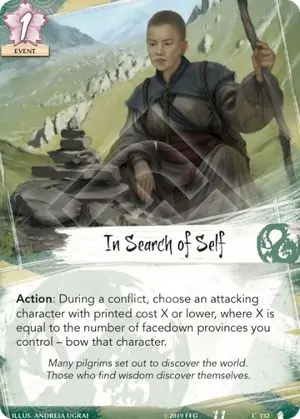 1
EVENT
In Search of Self
Action: During a conflict, choose an attacking
character with printed cost X or lower, where X is
equal to the number of facedown provinces you
control – bow that character.
Many pilgrims set out to discover the world.
Those who find wisdom discover themselves.
ILLUS. ANDREIA UGRAI
© 2019 FFG
C 132